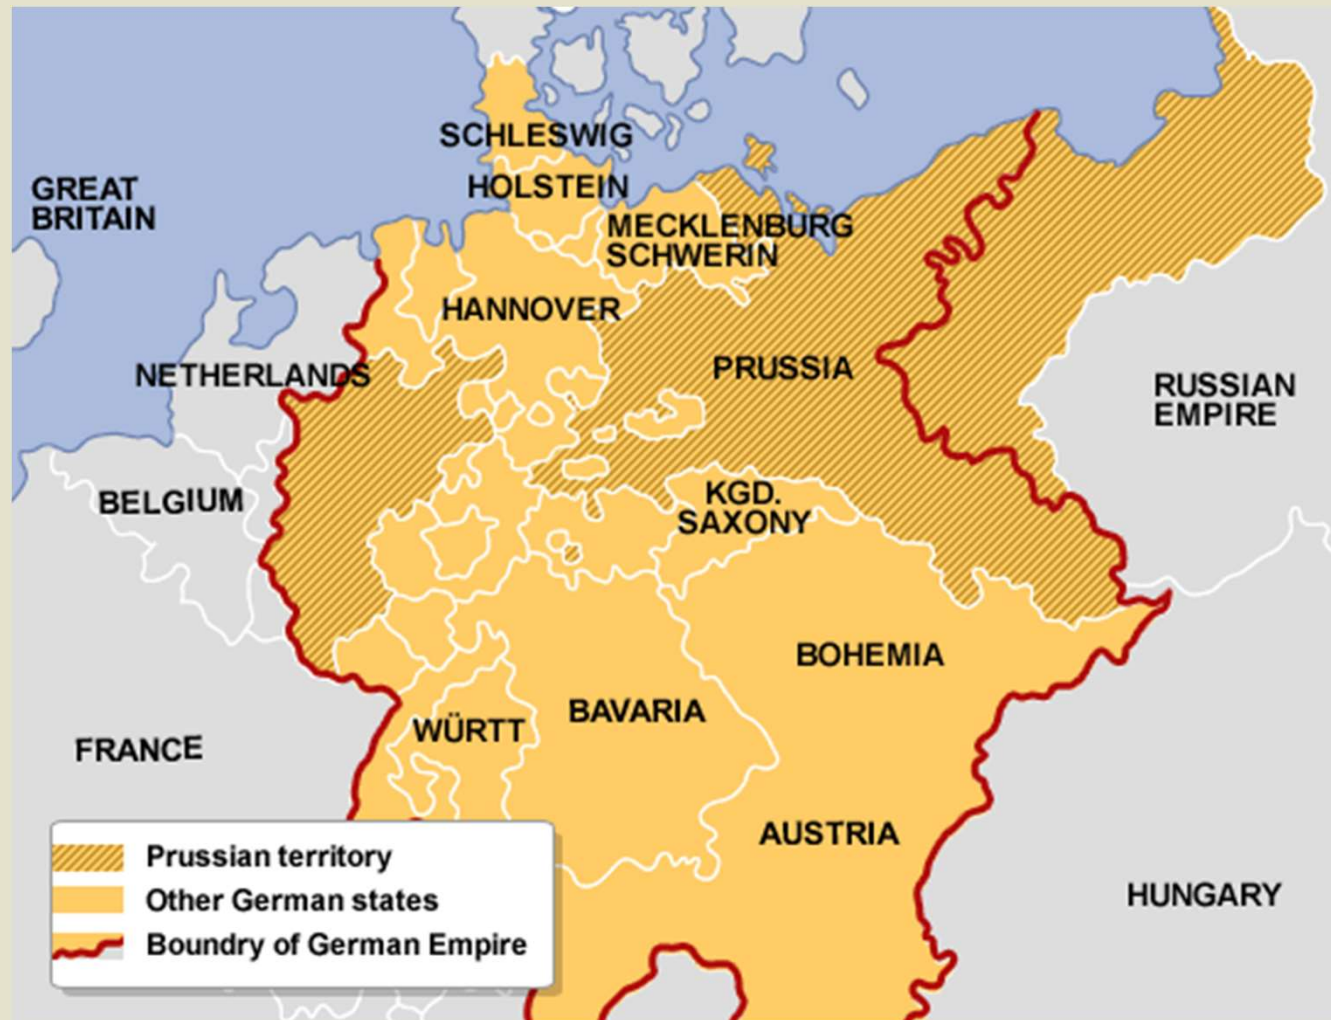 SCHLESWIG
GREAT
BRITAIN
HOLSTEIN
MECKLENBURG
SCHWERIN
HANNOVER
NETHERLANDS
PRUSSIA
RUSSIAN
EMPIRE
BELGIUM
KGD.
SAXONY
BOHEMIA
BAVARIA
WÜRTT
FRANCE
AUSTRIA
HUNGARY
Prussian territory
Other German states
Boundry of German Empire